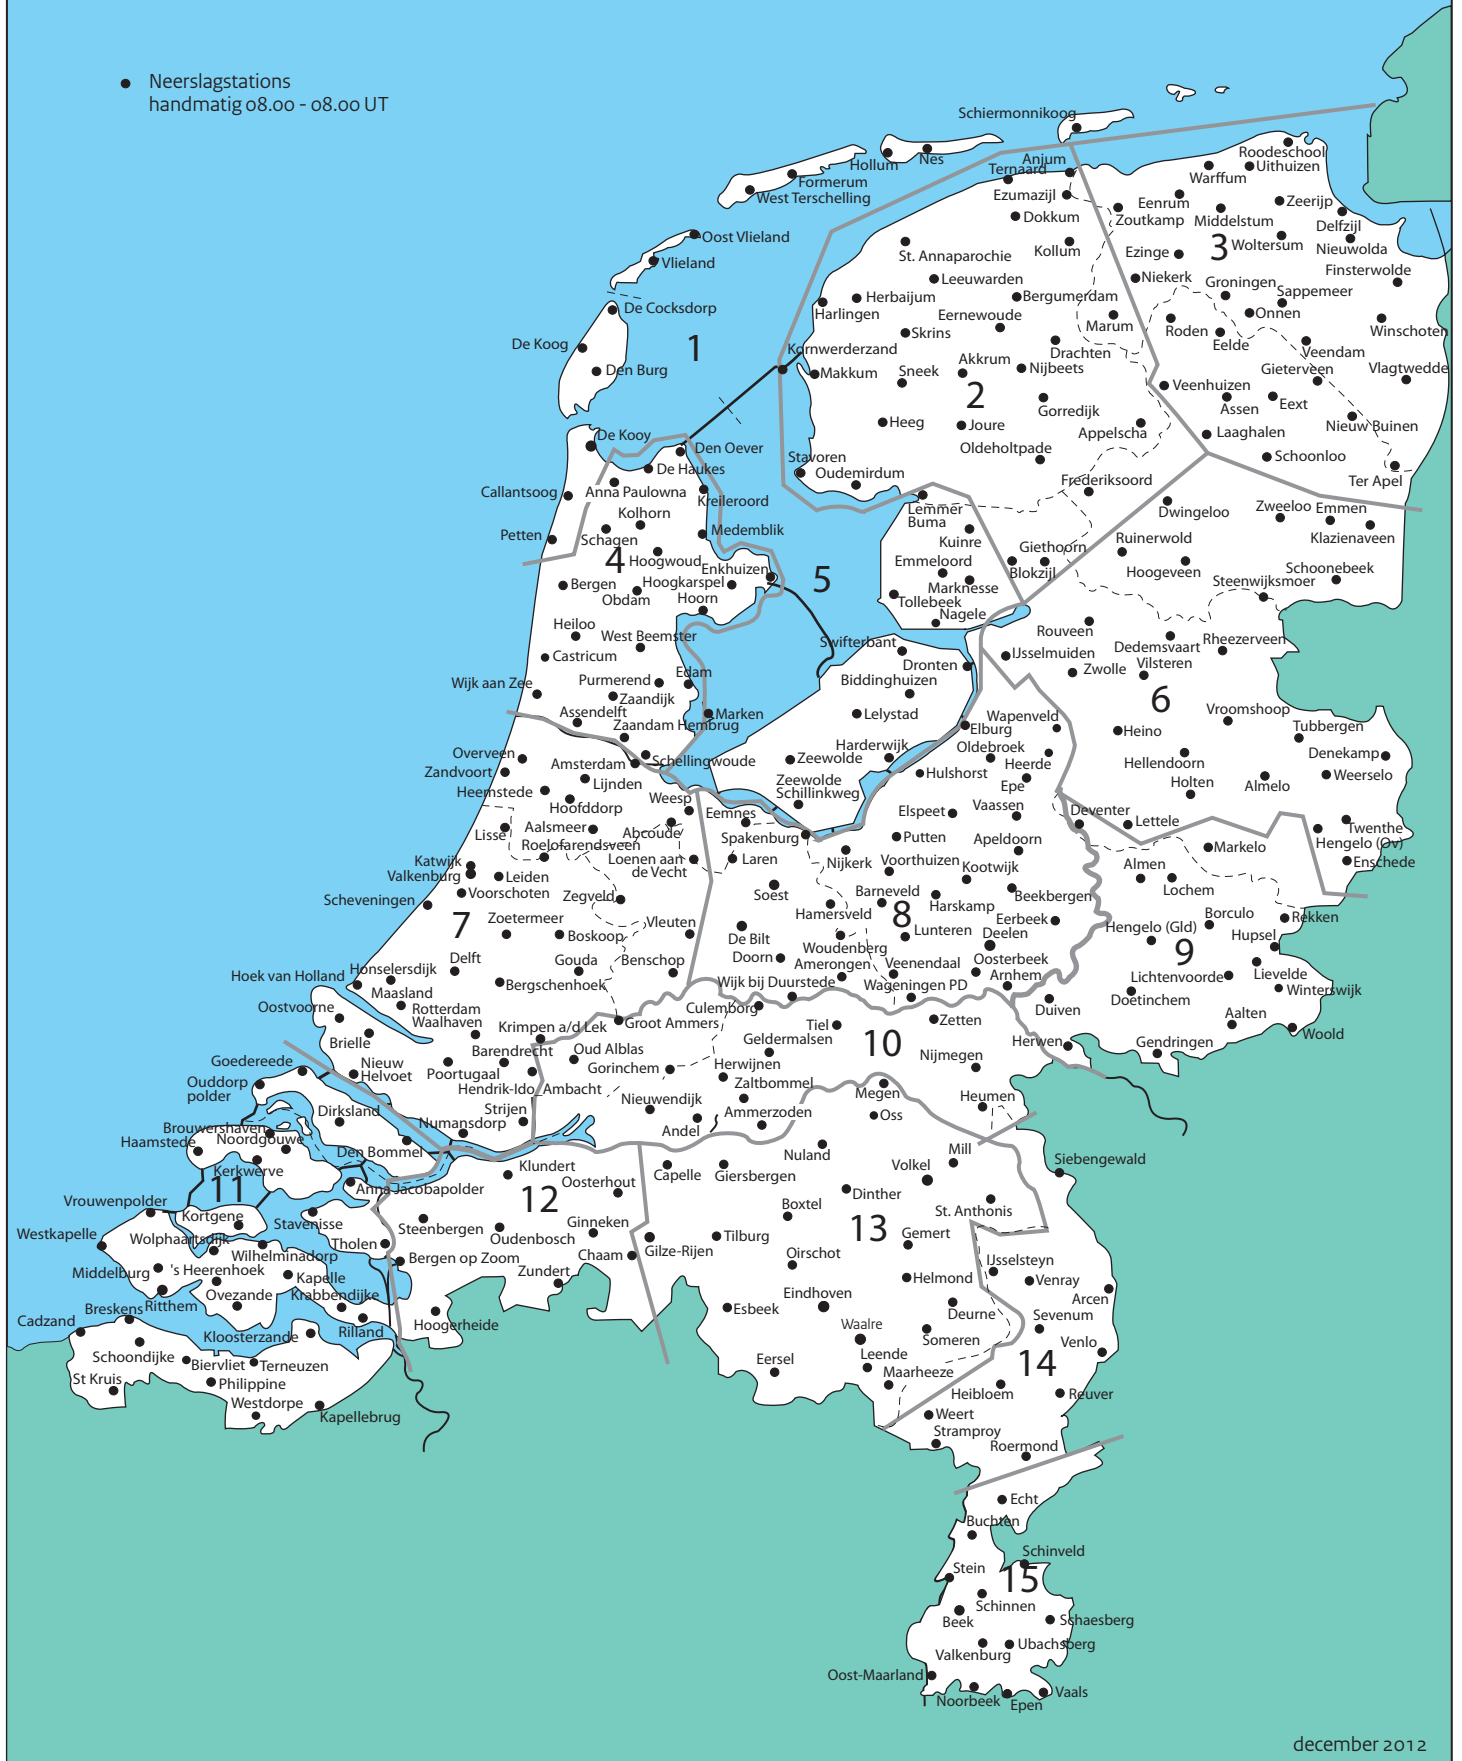 Neerslagstations
handmatig 08.00 - 08.00 UT
Schiermonnikoog
Hollum
Nes
Formerum
West Terschelling
Oost Vlieland
Vlieland
De Cocksdorp
De Koog
Den Burg
1
Anjum
Ternaard
Ezumazijl
Dokkum
Kollum
St. Annaparochie
Leeuwarden
Herbaijum
Harlingen
Bergumerdam
Eernewoude
Marum
Skrins
Drachten
Kornwerderzand
Makkum
Sneek
Akkrum
Nijbeets
2
Gorredijk
Heeg
Joure
Appelscha
Oldeholtpade
Stavoren
Oudemirdum
Frederiksoord
Roodeschool
Uithuizen
Warffum
Eenrum
Zoutkamp
Middelstum
Zeerijp
Delfzijl
3
Woltersum
Nieuwolda
Ezinge
Finsterwolde
Niekerk
Groningen
Sappemeer
Onnen
Roden
Eelde
Winschoten
Veendam
Gieterveen
Vlagtwedde
Veenhuizen
Assen
Eext
Nieuw Buinen
Laaghalen
Schoonloo
Ter Apel
De Kooy
Den Oever
De Haukes
Callantsoog
Anna Paulowna
Kreileroord
Kolhorn
Petten
Schagen
Medemblik
4
Hoogwoud
Enkhuizen
Bergen
Hoogkarspel
Obdam
Hoorn
Heiloo
West Beemster
Castricum
Edam
Purmerend
Wijk aan Zee
Zaandijk
Assendelft
Marken
Zaandam Hembrug
5
Lemmer
Buma
Kuinre
Giethoorn
Blokzijl
Emmeloord
Marknesse
Tollebeek
Nagele
Swifterbant
Dronten
Biddinghuizen
Lelystad
Harderwijk
Zeewolde
Zeewolde
Schillinkweg
Dwingeloo
Zweeloo
Emmen
Klazienaveen
Ruinerwold
Hoogeveen
Schoonebeek
Steenwijksmoer
Rouveen
IJsselmuiden
Dedemsvaart
Rheezerveen
Vilsteren
Zwolle
6
Vroomshoop
Heino
Tubbergen
Denekamp
Hellendoorn
Weerselo
Holten
Almelo
Lettele
Twenthe
Hengelo (Ov)
Enschede
Overveen
Zandvoort
Amsterdam
Schellingwoude
Heemstede
Lijnden
Hoofddorp
Weesp
Lisse
Aalsmeer
Abcoude
Roelofarendsveen
Katwijk
Valkenburg
Loenen aan
de Vecht
Leiden
Voorschoten
Zegveld
Scheveningen
7
Zoetermeer
Boskoop
Vleuten
Delft
Gouda
Benschop
Hoek van Holland
Honselersdijk
Maasland
Bergschenhoek
Oostvoorne
Rotterdam
Waalhaven
Krimpen a/d Lek
Groot Ammers
Brielle
Barendrecht
Nieuw
Helvoet
Poortugaal
Hendrik-Ido_Ambacht
Strijen
Numansdorp
Wapenveld
Elburg
Oldebroek
Heerde
Hulshorst
Epe
Eemnes
Elspeet
Vaassen
Spakenburg
Putten
Apeldoorn
Laren
Nijkerk
Voorthuizen
Kootwijk
Soest
Barneveld
Harskamp
Beekbergen
Hamersveld
8
Eerbeek
De Bilt
Lunteren
Deelen
Woudenberg
Doorn
Amerongen
Veenendaal
Oosterbeek
Wijk bij Duurstede
Wageningen PD
Arnhem
Deventer
Markelo
Almen
Lochem
Borculo
Rekken
Hengelo (Gld)
Hupsel
9
Lichtenvoorde
Lievelde
Winterswijk
Doetinchem
Duiven
Aalten
Woold
Gendringen
Herwen
Culemborg
Tiel
Zetten
Geldermalsen
10
Oud Alblas
Gorinchem
Herwijnen
Nijmegen
Zaltbommel
Nieuwendijk
Ammerzoden
Andel
Heumen
Goedereede
Ouddorp
polder
Dirksland
Brouwershaven
Haamstede
Noordgouwe
Den Bommel
Kerkwerve
11
Anna Jacobapolder
Vrouwenpolder
Kortgene
Stavenisse
Westkapelle
Wolphaartsdijk
Wilhelminadorp
Tholen
Middelburg
's Heerenhoek
Kapelle
Ovezande
Krabbendijke
Breskens
Ritthem
Cadzand
Kloosterzande
Rilland
Schoondijke
Biervliet
Terneuzen
St Kruis
Philippine
Westdorpe
Kapellebrug
Klundert
12
Oosterhout
Steenbergen
Oudenbosch
Ginneken
Bergen op Zoom
Chaam
Zundert
Hoogerheide
Megen
Oss
Nuland
Mill
Volkel
Capelle
Giersbergen
Dinther
Boxtel
St. Anthonis
13
Gemert
Tilburg
Gilze-Rijen
Oirschot
Helmond
Eindhoven
Esbeek
Deurne
Waalre
Someren
Leende
Eersel
Maarheeze
Siebengewald
IJsselsteyn
Venray
Arcen
Sevenum
Venlo
14
Heibloem
Reuver
Weert
Stramproy
Roermond
Echt
Buchten
Schinveld
Stein
15
Schinnen
Beek
Schaesberg
Ubachsberg
Valkenburg
Oost-Maarland
Noorbeek
Epen
Vaals
december 2012